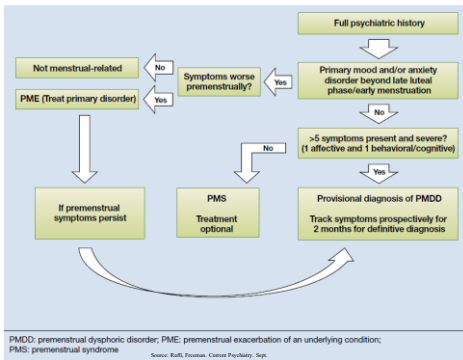 Full psychiatric history
Not menstrual-related
No
Symptoms worse
premenstrually?
Yes
Primary mood and/or anxiety
disorder beyond late luteal
phase/early menstruation
PME (Treat primary disorder)
Yes
No
>5 symptoms present and severe?
(1 affective and 1 behavioral/cognitive)
No
Yes
If premenstrual
symptoms persist
PMS
Treatment
optional
Provisional diagnosis of PMDD
Track symptoms prospectively for
2 months for definitive diagnosis
PMDD: premenstrual dysphoric disorder; PME: premenstrual exacerbation of an underlying condition;
PMS: premenstrual syndrome
Source: Raffi, Freeman. Current Psychiatry. Sept.